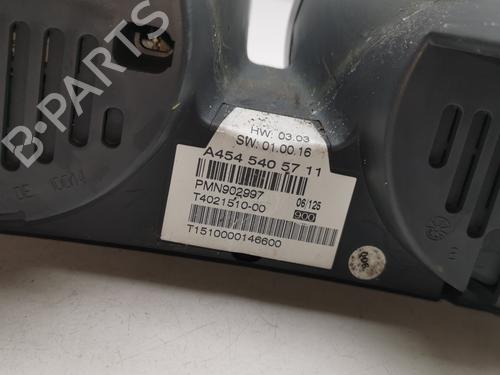 B-PARTS
HW: 03.03
SW: 01.00.16
A454 540 57 11
PMN902997
T4021510-00
06/125
900
T1510000146600